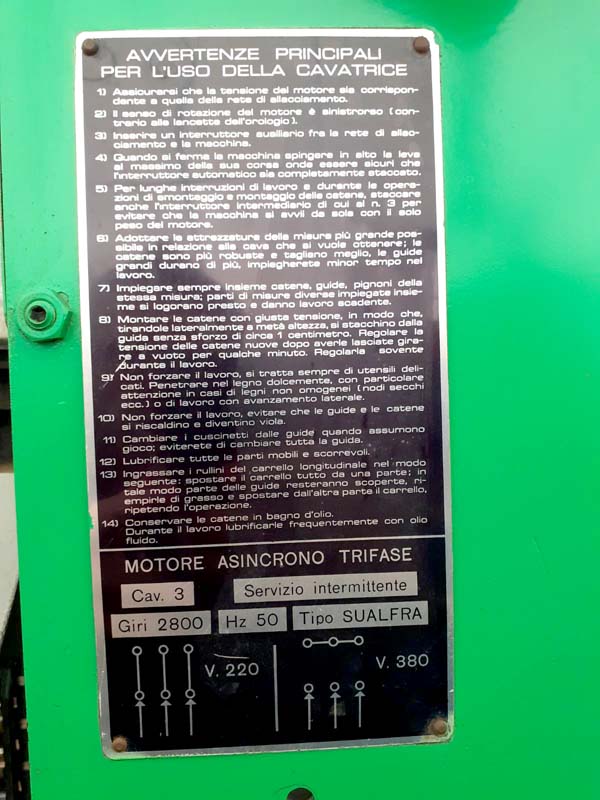 AVVERTENZE PRINCIPALI
PER L'USO DELLA CAVATRICE
1) Assicurarsi che la tensione del motore sia corrispon-
dente a quella della rete di allacciamento.
2) Il senso di rotazione del motore è sinistrorso (con-
trario alle lancette dell'orologio).
3) Inserire un interruttore ausiliario fra la rete di allac-
ciamento e la macchina.
4) Quando si ferma la macchina spingere in alto la leva
al massimo della sua corsa onde essere sicuri che
l'interruttore automatico sia completamente staccato.
5) Per lunghe interruzioni di lavoro e durante le opera-
zioni di smontaggio e montaggio delle catene, staccare
anche l'interruttore intermediario di cui al n. 3 per
evitare che la macchina si avvii da sola con il solo
peso del motore.
6) Adottare le attrezzature della misura più grande pos-
sibile in relazione alla cava che si vuole ottenere; le
catene sono più robuste e tagliano meglio, le guide
grandi durano di più, impiegherete minor tempo nel
lavoro.
7) Impiegare sempre insieme catene, guide, pignoni della
stessa misura; parti di misure diverse impiegate insie-
me si logorano presto e danno lavoro scadente.
8) Montare le catene con giusta tensione, in modo che,
tirandole lateralmente a metà altezza, si stacchino dalla
guida senza sforzo di circa 1 centimetro. Regolare la
tensione delle catene nuove dopo averle lasciate gira-
re a vuoto per qualche minuto. Regolarla sovente
durante il lavoro.
9) Non forzare il lavoro, si tratta sempre di utensili deli-
cati. Penetrare nel legno dolcemente, con particolare
attenzione in casi di legni non omogenei (nodi secchi
ecc.) o di lavoro con avanzamento laterale.
10) Non forzare il lavoro, evitare che le guide e le catene
si riscaldino e diventino viola.
11) Cambiare i cuscinetti dalle guide quando assumono
gioco; eviterete di cambiare tutta la guida.
12) Lubrificare tutte le parti mobili e scorrevoli.
13) Ingrassare i rullini del carrello longitudinale nel modo
seguente: spostare il carrello tutto da una parte; in
tale modo parte delle guide resteranno scoperte, ri-
empirle di grasso e spostare dall'altra parte il carrello,
ripetendo l'operazione.
14) Conservare le catene in bagno d'olio.
Durante il lavoro lubrificarle frequentemente con olio
fluido.
MOTORE ASINCRONO TRIFASE
Cav. 3 Servizio intermittente
Giri 2800 Hz 50 Tipo SUALFRA
V. 220 V. 380